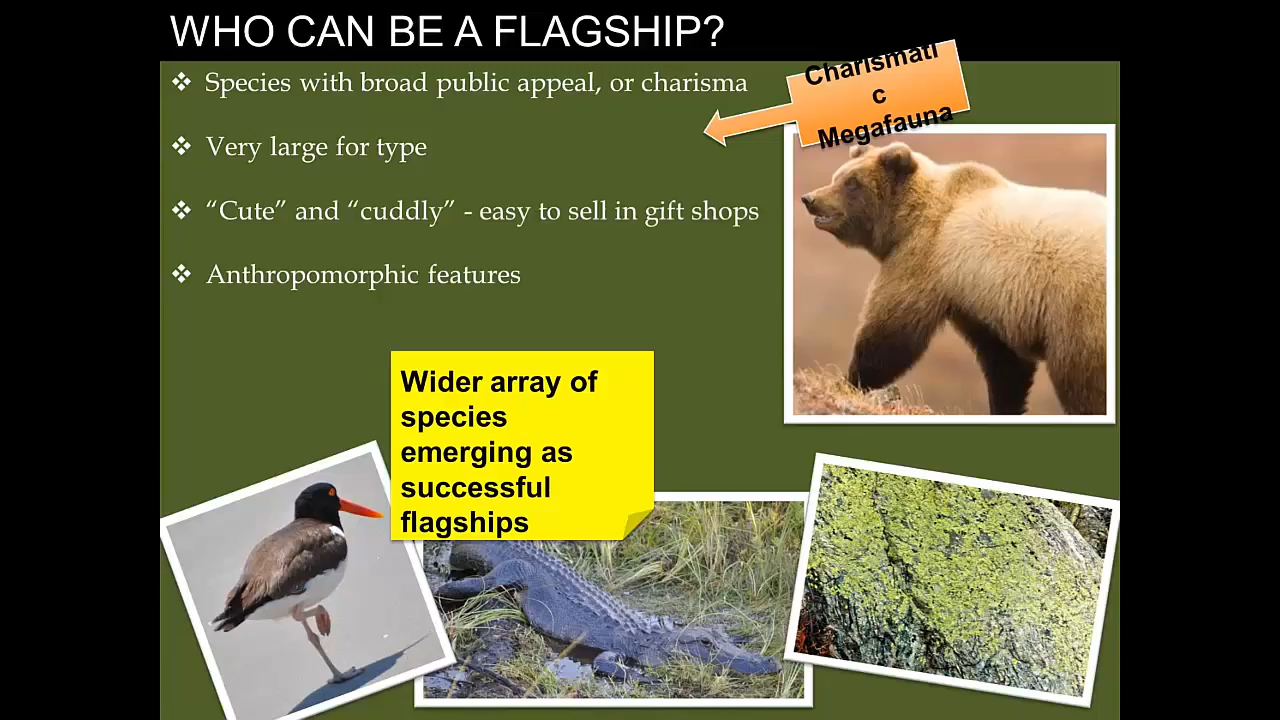 WHO CAN BE A FLAGSHIP?
❖ Species with broad public appeal, or charisma
Charismati
c
Megafauna
❖ Very large for type
❖ “Cute” and “cuddly” - easy to sell in gift shops
❖ Anthropomorphic features
Wider array of
species
emerging as
successful
flagships